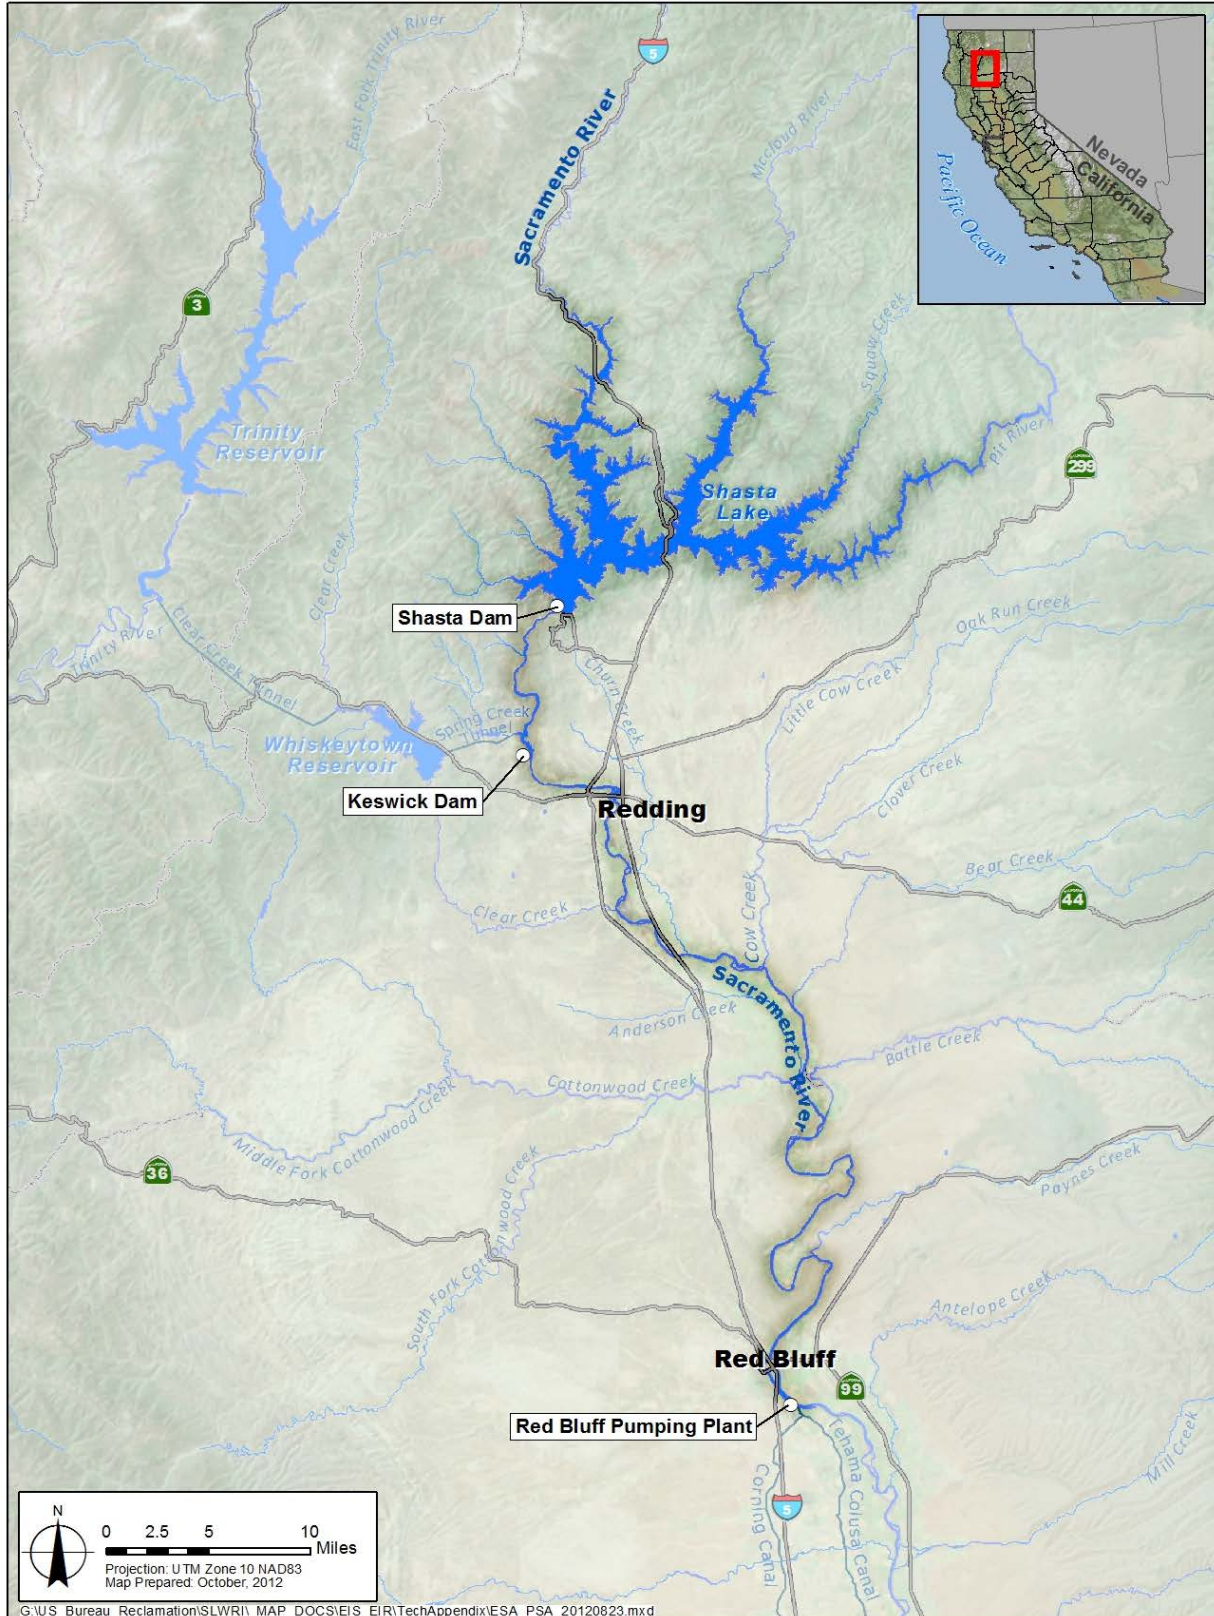 East Fork Trinity River
5
Sacramento River
Mccloud River
Nevada
California
Pacific Ocean
3
Squaw Creek
Trinity
Reservoir
Pit River
299
Shasta
Lake
Clear Creek
Shasta Dam
Oak Run Creek
Trinity River
Clear Creek Tunnel
Churn Creek
Little Cow Creek
Spring Creek
Tunnel
Whiskeytown
Reservoir
Clover Creek
Keswick Dam
Redding
Bear Creek
44
Clear Creek
Cow Creek
Sacramento River
Anderson Creek
Battle Creek
Cottonwood Creek
Middle Fork Cottonwood Creek
36
South Fork Cottonwood Creek
Paynes Creek
Antelope Creek
Red Bluff
99
Red Bluff Pumping Plant
Tehama Colusa Canal
Corning Canal
Mill Creek
5
N
0 2.5 5 10
Miles
Projection: UTM Zone 10 NAD83
Map Prepared: October, 2012
G:\US_Bureau_Reclamation\SLWRI\_MAP_DOCS\EIS_EIR\TechAppendix\ESA_PSA_20120823.mxd